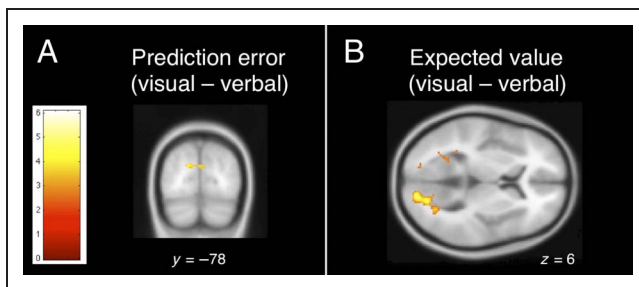 A
Prediction error
(visual – verbal)
6
5
4
3
2
1
0
y = –78
B
Expected value
(visual – verbal)
z = 6